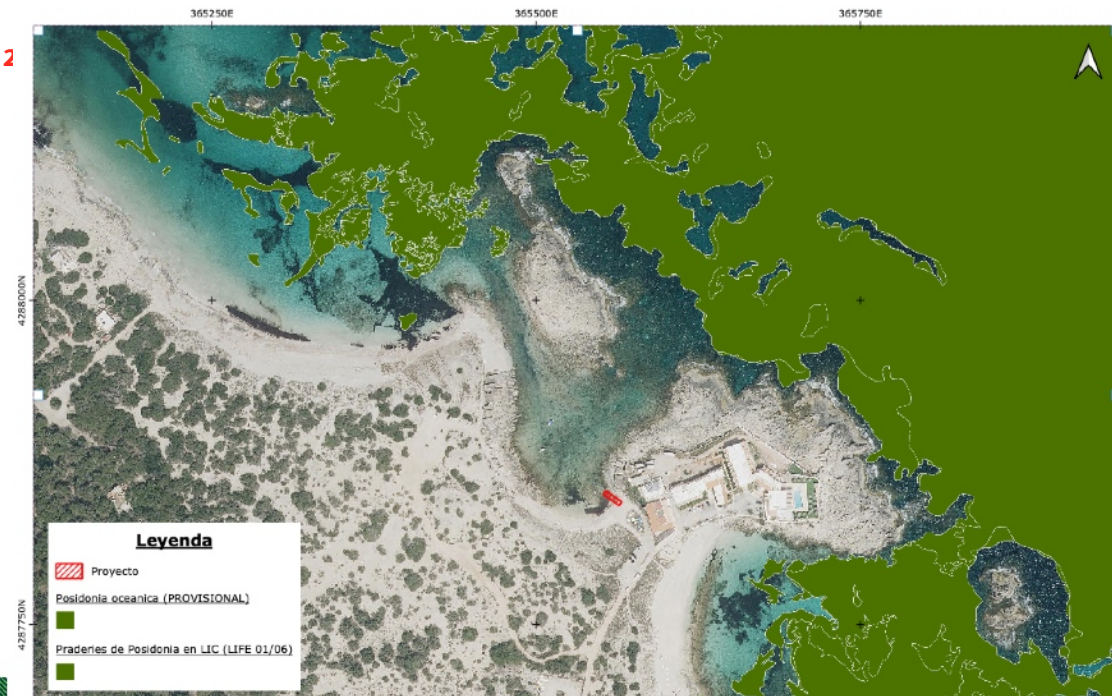 365250E
365500E
365750E
2
4288000N
4287750N
Leyenda
Proyecto
Posidonia oceanica (PROVISIONAL)
Praderies de Posidonia en LIC (LIFE 01/06)